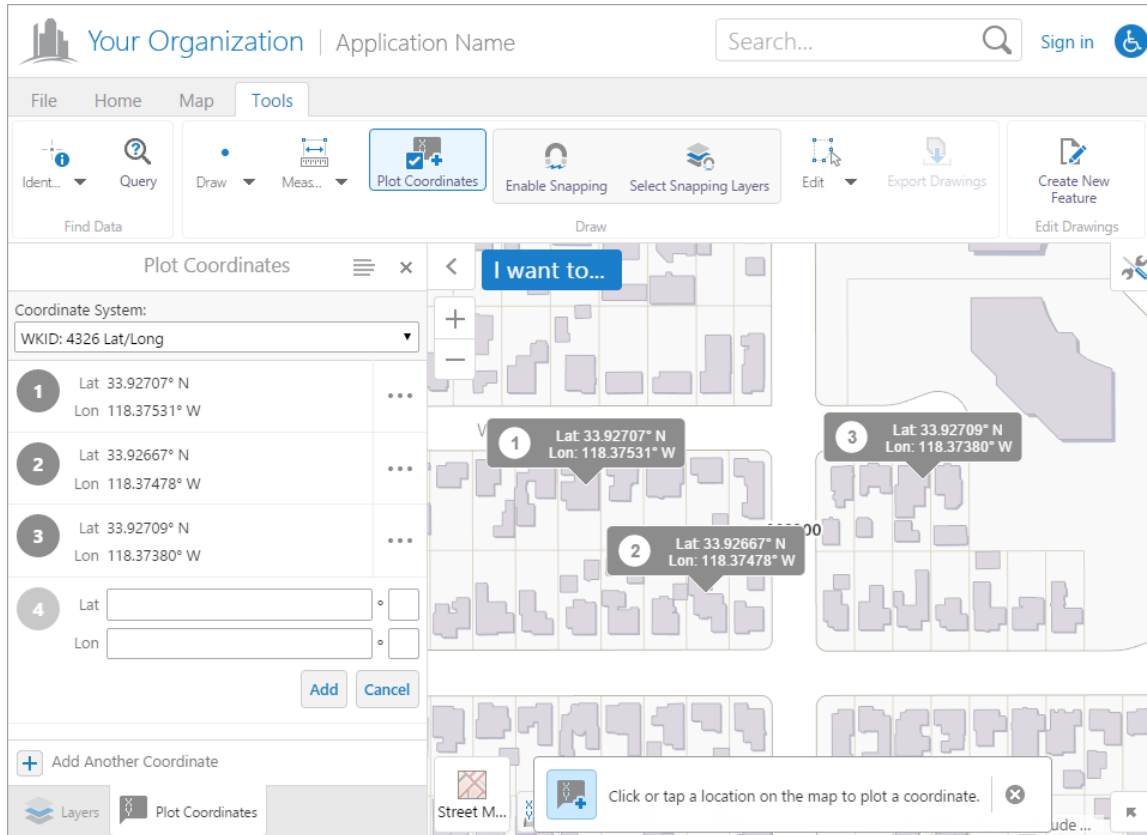 Your Organization | Application Name
Search...
Sign in
File Home Map Tools
Ident... Query Draw Meas... Plot Coordinates Enable Snapping Select Snapping Layers Edit Export Drawings Create New Feature
Find Data Draw Edit Drawings
Plot Coordinates
I want to...
Coordinate System:
WKID: 4326 Lat/Long
1
Lat 33.92707° N
Lon 118.37531° W
2
Lat 33.92667° N
Lon 118.37478° W
3
Lat 33.92709° N
Lon 118.37380° W
4
Lat °
Lon °
Add Cancel
Add Another Coordinate
Layers Plot Coordinates
1
Lat: 33.92707° N
Lon: 118.37531° W
2
Lat: 33.92667° N
Lon: 118.37478° W
3
Lat: 33.92709° N
Lon: 118.37380° W
Street M...
Click or tap a location on the map to plot a coordinate.
ude ...